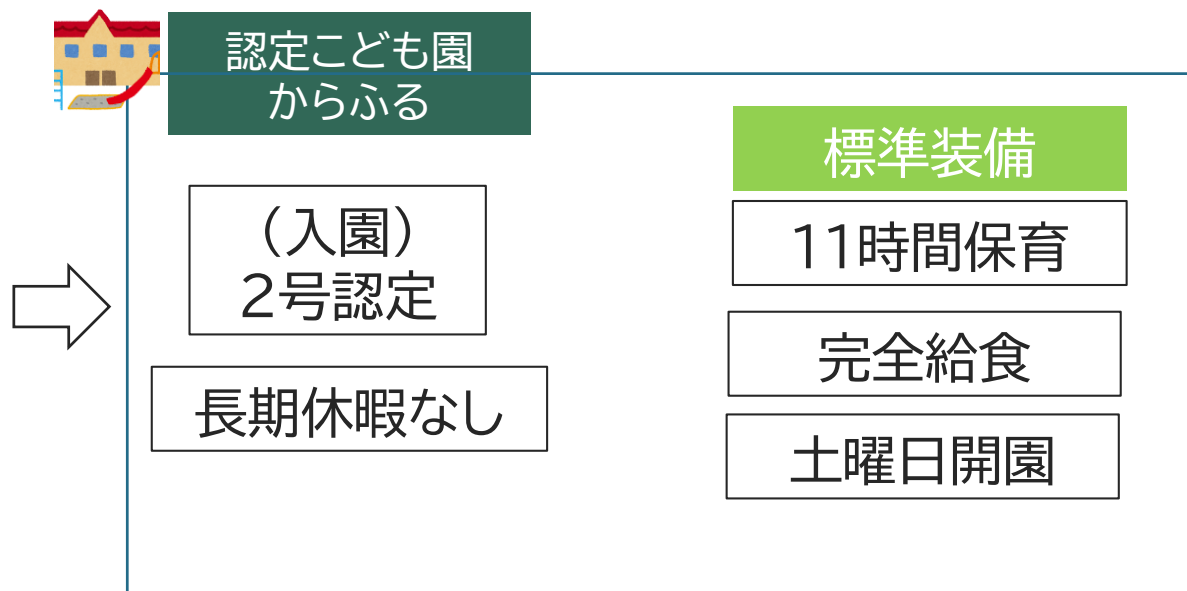 認定こども園
からふる
（入園）
２号認定
長期休暇なし
標準装備
11時間保育
完全給食
土曜日開園